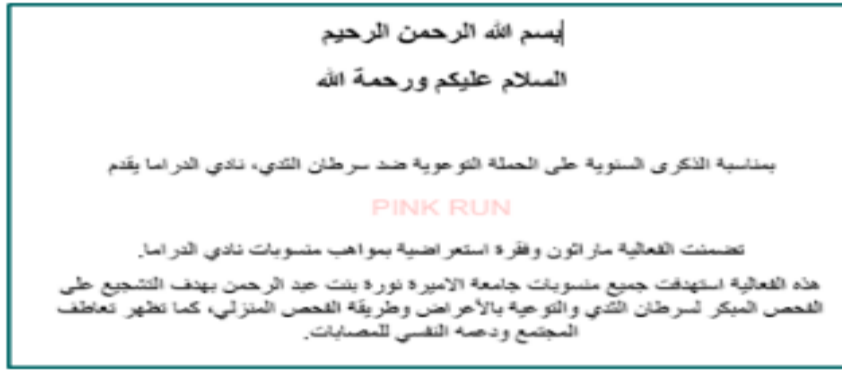 بسم الله الرحمن الرحيم
السلام عليكم ورحمة الله
بمناسبة الذكرى السنوية على الحملة التوعوية ضد سرطان الثدي، نادي الدراما يقدم
PINK RUN
تضمنت الفعالية ماراثون وفقرة استعراضية بمواهب منسوبات نادي الدراما.
هذه الفعالية استهدفت جميع منسوبات جامعة الاميرة نورة بنت عبد الرحمن بهدف التشجيع على
الفحص المبكر لسرطان الثدي والتوعية بالأعراض وطريقة الفحص المنزلي، كما تظهر تعاطف
المجتمع ودعمه النفسي للمصابات.